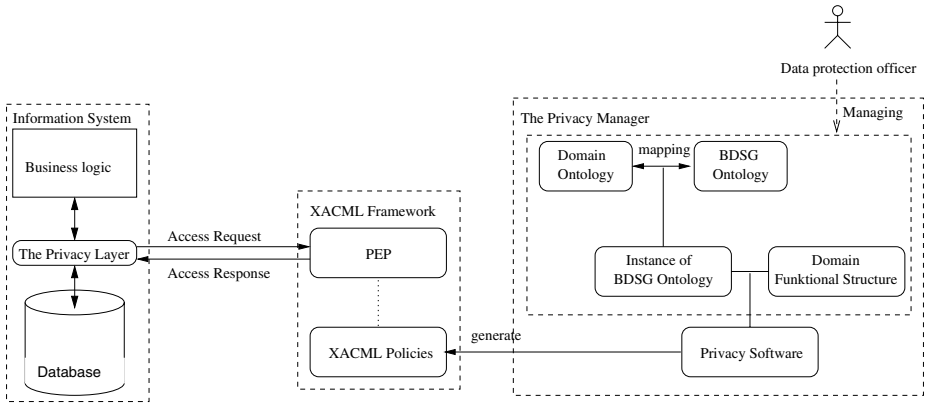 Data protection officer
Managing
Information System
Business logic
The Privacy Layer
Database
Access Request
Access Response
XACML Framework
PEP
XACML Policies
generate
The Privacy Manager
Domain
Ontology
mapping
BDSG
Ontology
Instance of
BDSG Ontology
Domain
Funktional Structure
Privacy Software